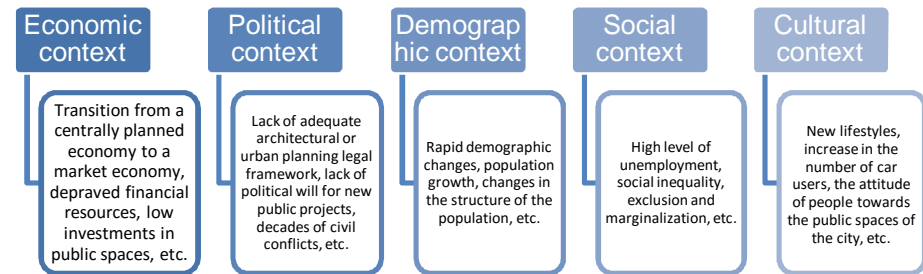 Economic
context
Transition from a
centrally planned
economy to a
market economy,
depraved financial
resources, low
investments in
public spaces, etc.
Political
context
Lack of adequate
architectural or
urban planning legal
framework, lack of
political will for new
public projects,
decades of civil
conflicts, etc.
Demograp
hic context
Rapid demographic
changes, population
growth, changes in
the structure of the
population, etc.
Social
context
High level of
unemployment,
social inequality,
exclusion and
marginalization, etc.
Cultural
context
New lifestyles,
increase in the
number of car
users, the attitude
of people towards
the public spaces of
the city, etc.